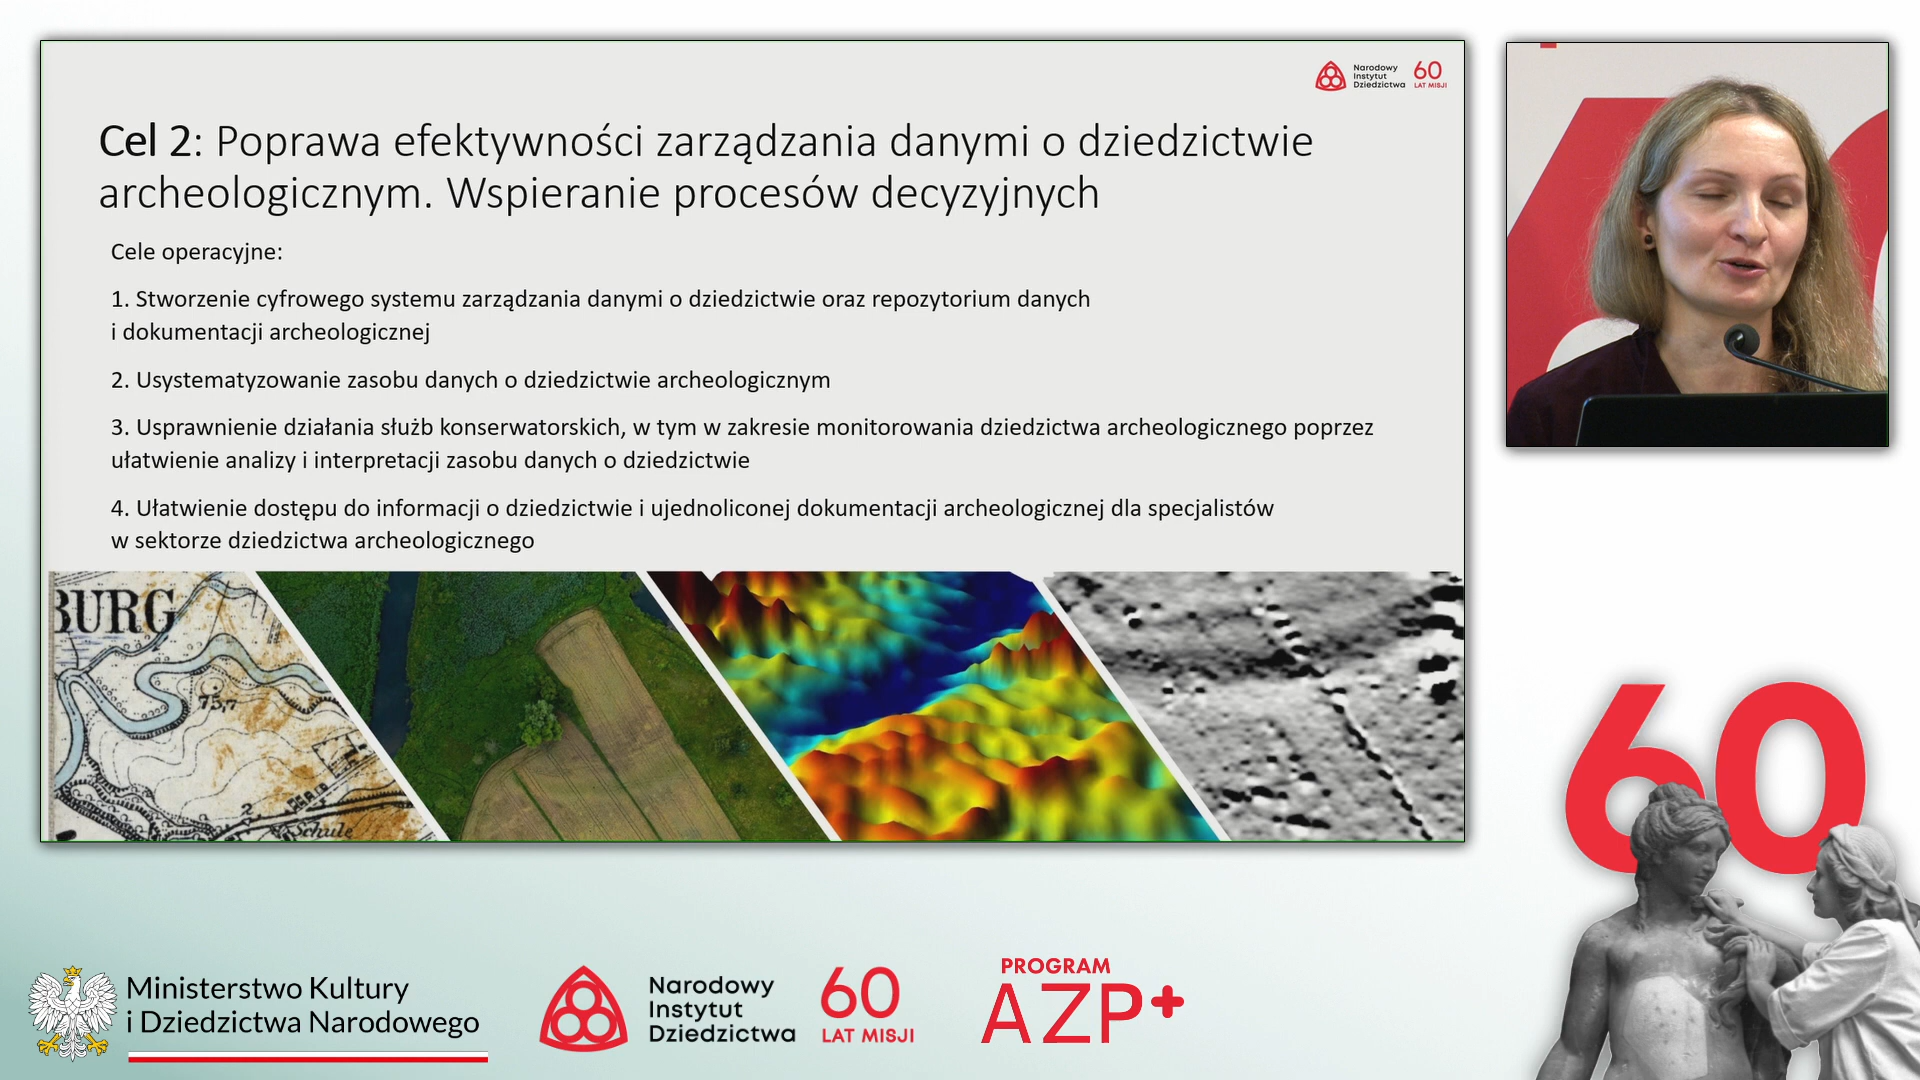 Narodowy
Instytut
Dziedzictwa
60
LAT MISJI
Cel 2: Poprawa efektywności zarządzania danymi o dziedzictwie
archeologicznym. Wspieranie procesów decyzyjnych
Cele operacyjne:
1. Stworzenie cyfrowego systemu zarządzania danymi o dziedzictwie oraz repozytorium danych
i dokumentacji archeologicznej
2. Usystematyzowanie zasobu danych o dziedzictwie archeologicznym
3. Usprawnienie działania służb konserwatorskich, w tym w zakresie monitorowania dziedzictwa archeologicznego poprzez
ułatwienie analizy i interpretacji zasobu danych o dziedzictwie
4. Ułatwienie dostępu do informacji o dziedzictwie i ujednoliconej dokumentacji archeologicznej dla specjalistów
w sektorze dziedzictwa archeologicznego
BURG
75,7
2
Schule
60
Ministerstwo Kultury
i Dziedzictwa Narodowego
Narodowy
Instytut
Dziedzictwa
60
LAT MISJI
PROGRAM
AZP+